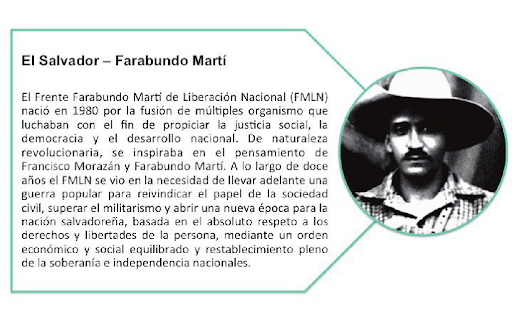 El Salvador – Farabundo Martí
El Frente Farabundo Martí de Liberación Nacional (FMLN)
nació en 1980 por la fusión de múltiples organismo que
luchaban con el fin de propiciar la justicia social, la
democracia y el desarrollo nacional. De naturaleza
revolucionaria, se inspiraba en el pensamiento de
Francisco Morazán y Farabundo Martí. A lo largo de doce
años el FMLN se vio en la necesidad de llevar adelante una
guerra popular para reivindicar el papel de la sociedad
civil, superar el militarismo y abrir una nueva época para la
nación salvadoreña, basada en el absoluto respeto a los
derechos y libertades de la persona, mediante un orden
económico y social equilibrado y restablecimiento pleno
de la soberanía e independencia nacionales.